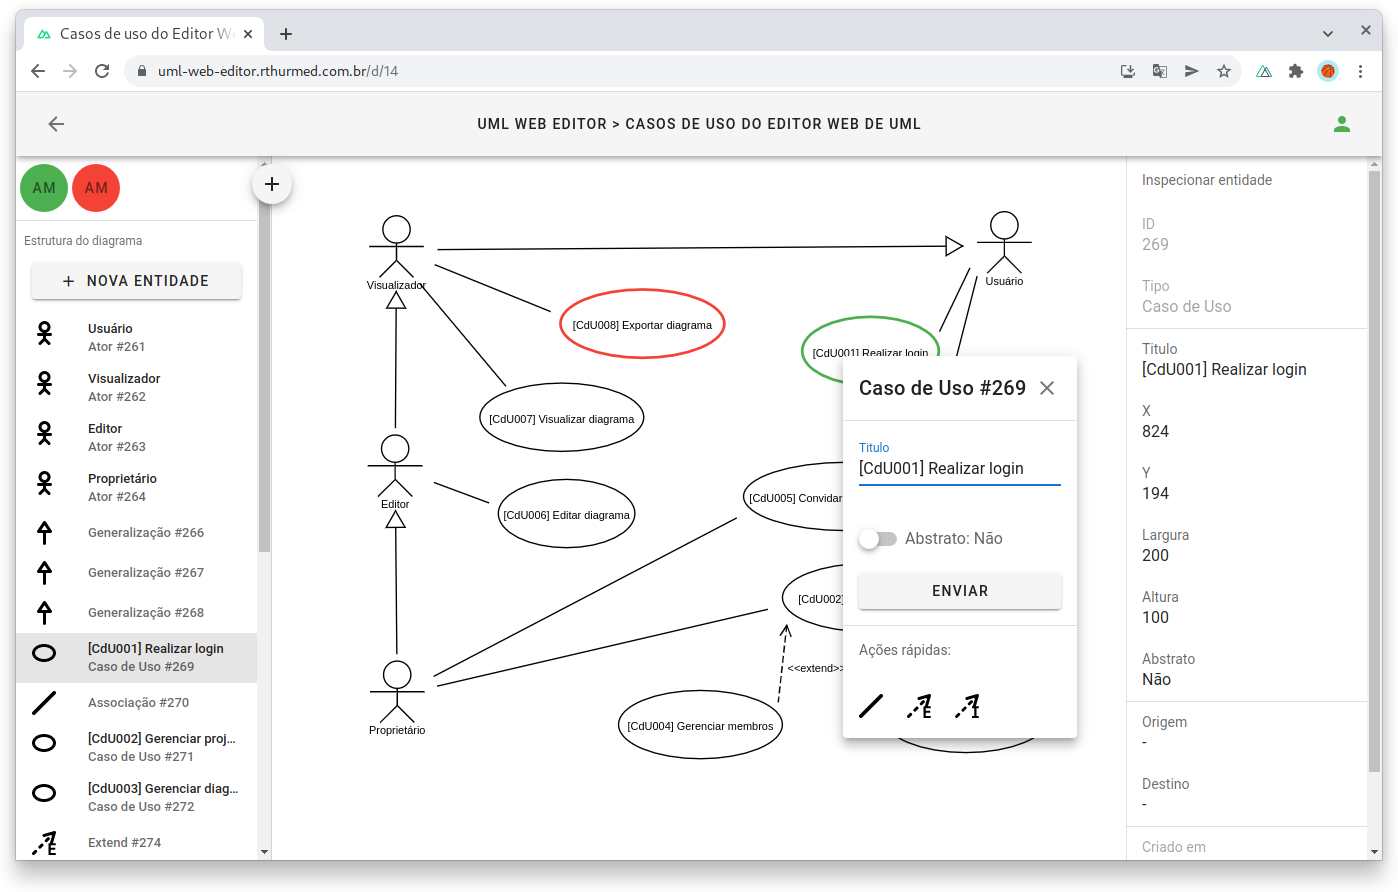 Casos de uso do Editor W
uml-web-editor.rthurmed.com.br/d/14
UML WEB EDITOR > CASOS DE USO DO EDITOR WEB DE UML
AM
AM
Estrutura do diagrama
+ NOVA ENTIDADE
Usuário
Ator #261
Visualizador
Ator #262
Editor
Ator #263
Proprietário
Ator #264
Generalização #266
Generalização #267
Generalização #268
[CdU001] Realizar login
Caso de Uso #269
Associação #270
[CdU002] Gerenciar proj...
Caso de Uso #271
[CdU003] Gerenciar diag...
Caso de Uso #272
E
Extend #274
Visualizador
Usuário
[CdU008] Exportar diagrama
[CdU001] Realizar login
[CdU007] Visualizar diagrama
Editor
[CdU006] Editar diagrama
[CdU005] Convidar
[CdU002]
<<extend>>
[CdU004] Gerenciar membros
Proprietário
Caso de Uso #269
Titulo
[CdU001] Realizar login
Abstrato: Não
ENVIAR
Ações rápidas:
E
I
Inspecionar entidade
ID
269
Tipo
Caso de Uso
Titulo
[CdU001] Realizar login
X
824
Y
194
Largura
200
Altura
100
Abstrato
Não
Origem
-
Destino
-
Criado em